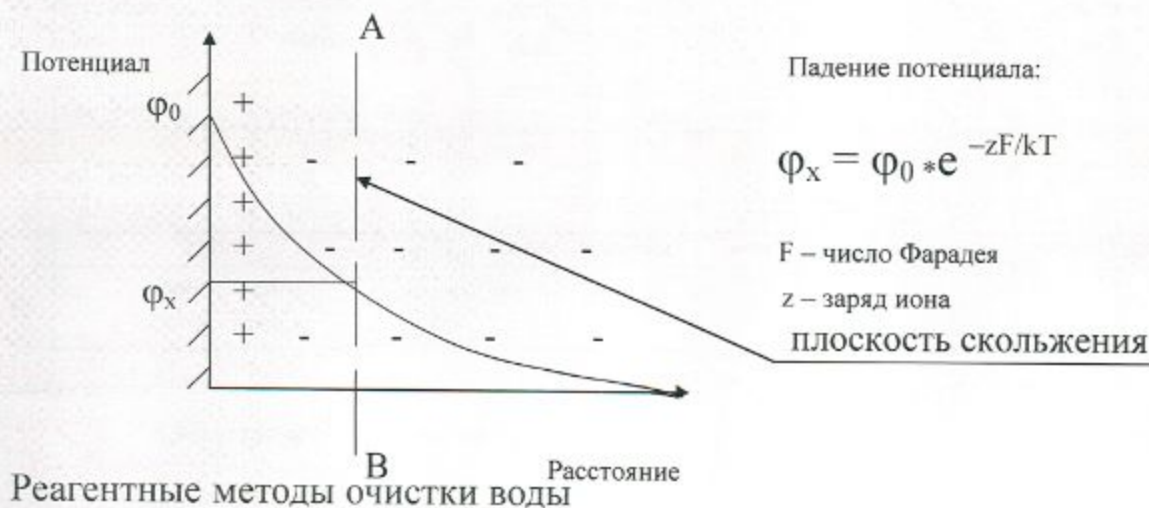 A
Потенциал
Падение потенциала:
φ0
+
+ - - -
φx = φ0 *e –zF/kT
+
+ - - - -
F – число Фарадея
φx
+
z – заряд иона
+ - - - -
плоскость скольжения
B
Расстояние
Реагентные методы очистки воды